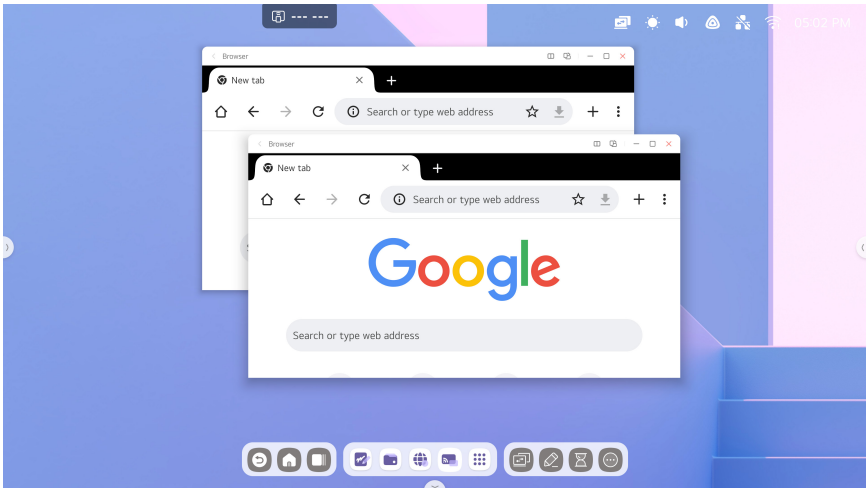 --- ---
05:02 PM
Browser
New tab
Search or type web address
Browser
New tab
Search or type web address
Google
Search or type web address